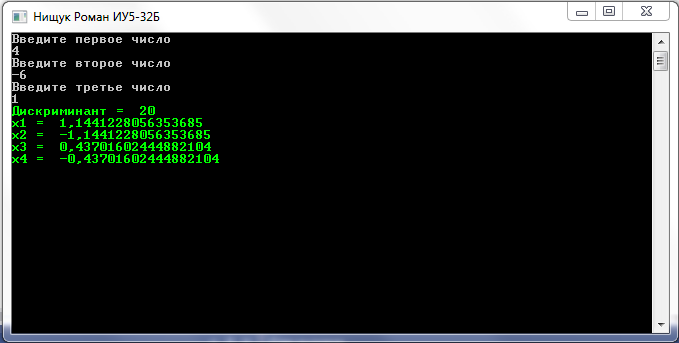 Нищук Роман ИУ5-32Б
Введите первое число
4
Введите второе число
-6
Введите третье число
1
Дискриминант =  20
x1 =  1,1441228056353685
x2 =  -1,1441228056353685
x3 =  0,43701602444882104
x4 =  -0,43701602444882104